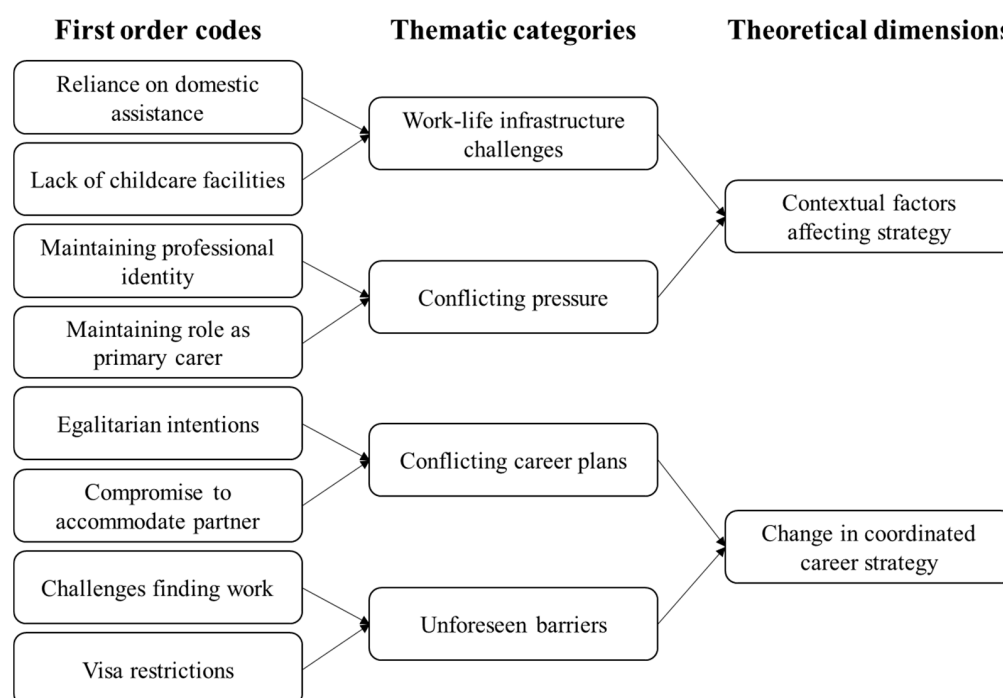 First order codes
Thematic categories
Theoretical dimensions
Reliance on domestic
assistance
Lack of childcare facilities
Maintaining professional
identity
Maintaining role as
primary carer
Egalitarian intentions
Compromise to
accommodate partner
Challenges finding work
Visa restrictions
Work-life infrastructure
challenges
Conflicting pressure
Conflicting career plans
Unforeseen barriers
Contextual factors
affecting strategy
Change in coordinated
career strategy